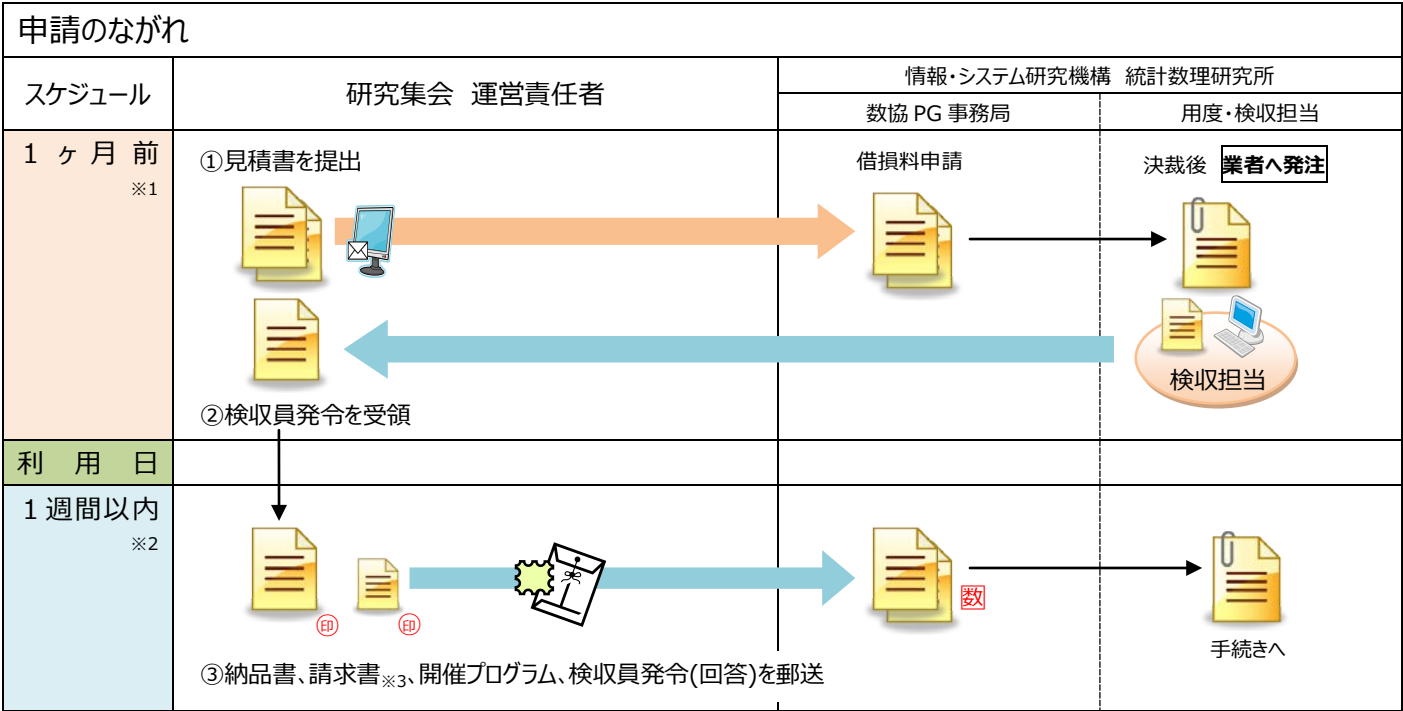 申請のながれ
スケジュール
研究集会 運営責任者
情報・システム研究機構 統計数理研究所
数協 PG 事務局
用度・検収担当
1 ヶ月 前
※1
①見積書を提出
借損料申請
決裁後 業者へ発注
検収担当
②検収員発令を受領
利 用 日
1 週間以内
※2
印
印
数
手続きへ
③納品書、請求書※3、開催プログラム、検収員発令(回答)を郵送